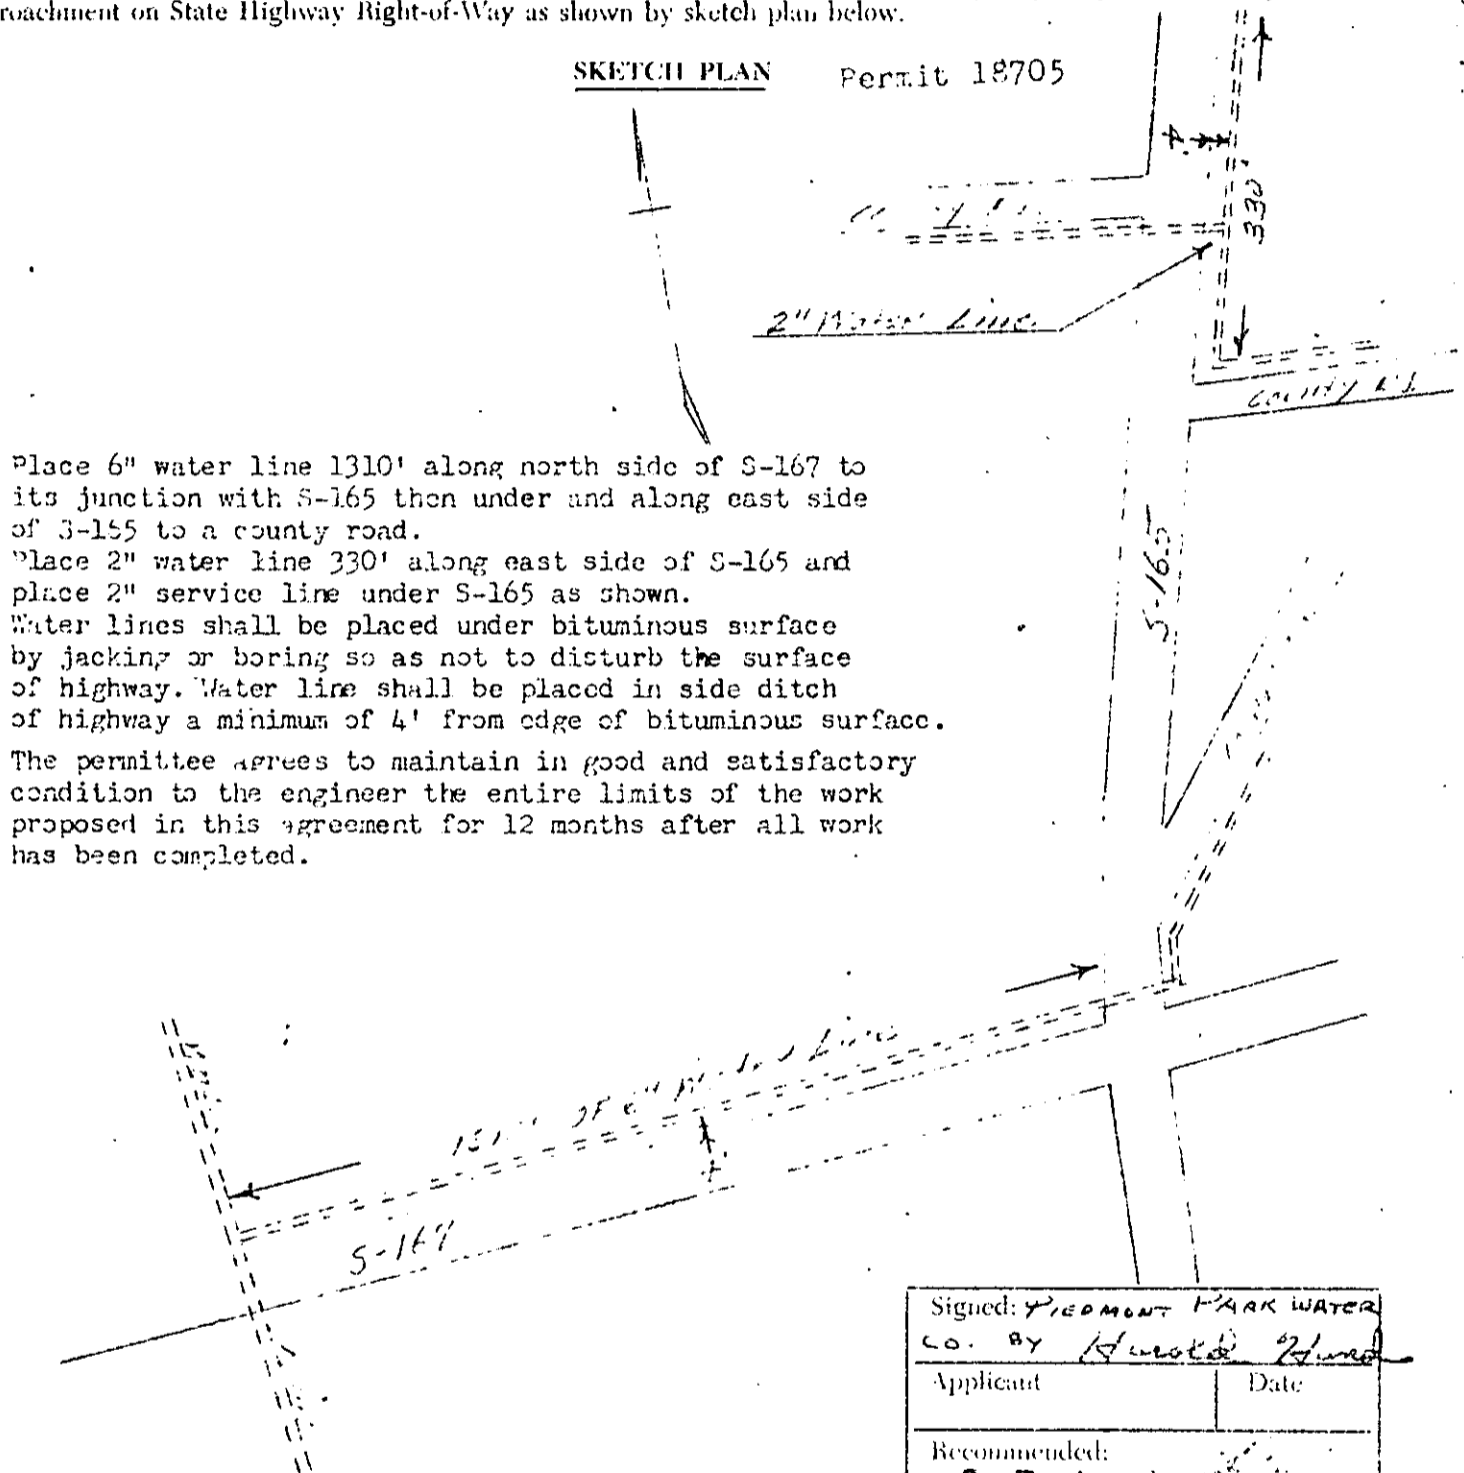 roachment on State Highway Right-of-Way as shown by sketch plan below.
SKETCH PLAN Permit 18705
4'
330'
2" Water Line
County Rd.
Place 6" water line 1310' along north side of S-167 to
its junction with S-165 then under and along east side
of S-165 to a county road.
Place 2" water line 330' along east side of S-165 and
place 2" service line under S-165 as shown.
Water lines shall be placed under bituminous surface
by jacking or boring so as not to disturb the surface
of highway. Water line shall be placed in side ditch
of highway a minimum of 4' from edge of bituminous surface.
The permittee agrees to maintain in good and satisfactory
condition to the engineer the entire limits of the work
proposed in this agreement for 12 months after all work
has been completed.
S-165
of 6" Water Line
S-167
Signed: PIEDMONT PARK WATER
CO. BY
Applicant Date
Recommended: